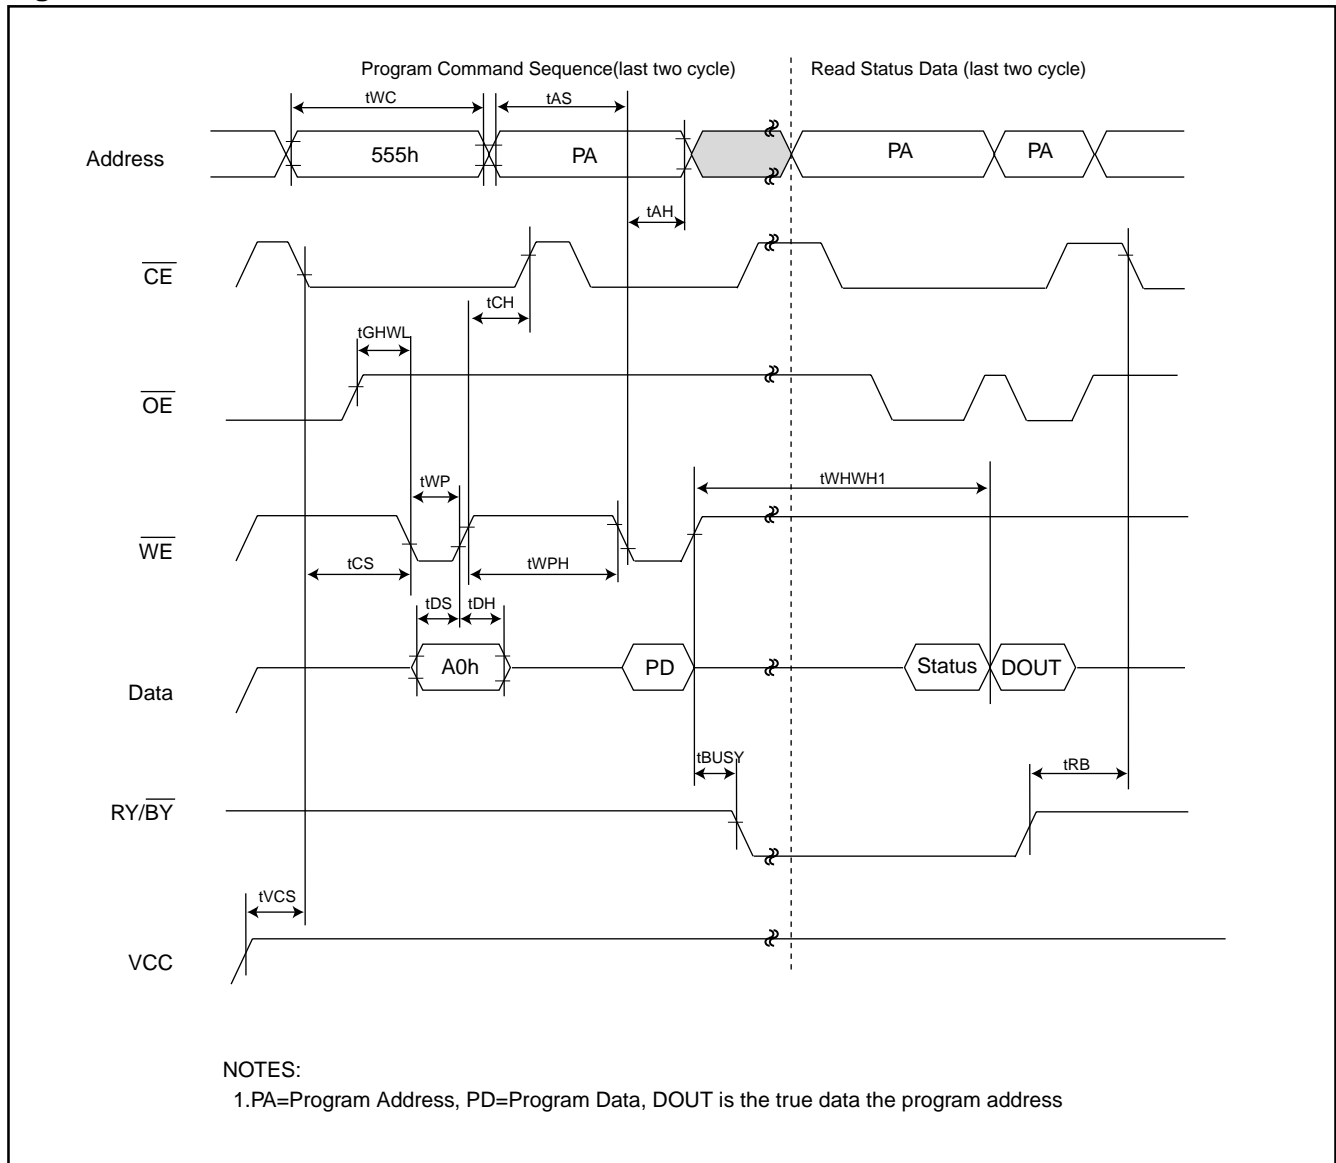 Program Command Sequence(last two cycle)
Read Status Data (last two cycle)
tWC
tAS
Address
555h
PA
PA
PA
tAH
CE
tCH
tGHWL
OE
tWP
tWHWH1
WE
tCS
tWPH
tDS
tDH
Data
A0h
PD
Status
DOUT
tBUSY
tRB
RY/BY
tVCS
VCC
NOTES:
1.PA=Program Address, PD=Program Data, DOUT is the true data the program address